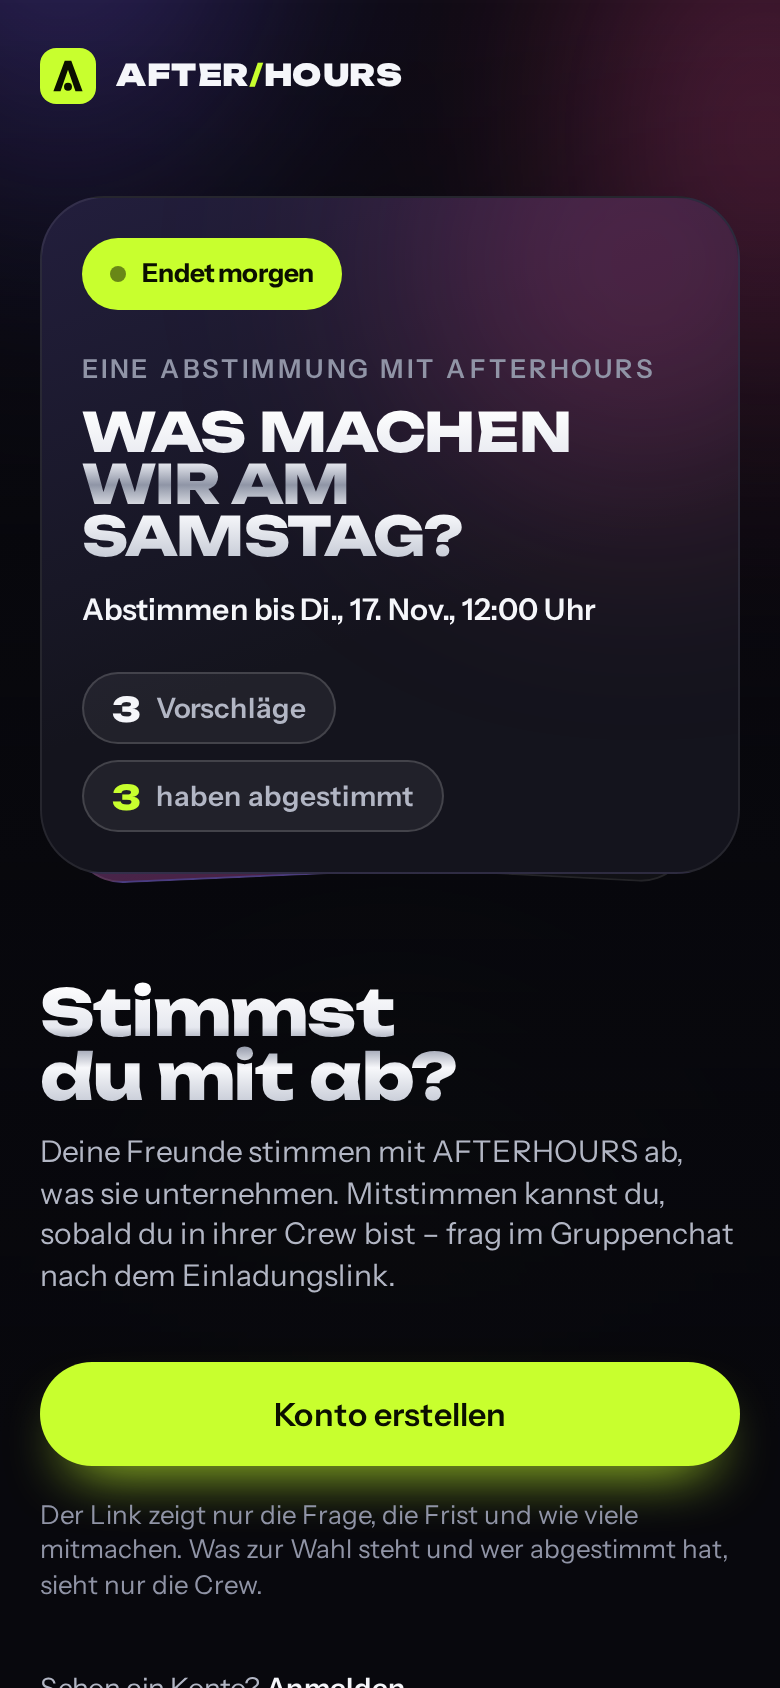 AFTER/HOURS
Endet morgen
EINE ABSTIMMUNG MIT AFTERHOURS
WAS MACHEN
WIR AM
SAMSTAG?
Abstimmen bis Di., 17. Nov., 12:00 Uhr
3 Vorschläge
3 haben abgestimmt
Stimmst
du mit ab?
Deine Freunde stimmen mit AFTERHOURS ab,
was sie unternehmen. Mitstimmen kannst du,
sobald du in ihrer Crew bist – frag im Gruppenchat
nach dem Einladungslink.
Konto erstellen
Der Link zeigt nur die Frage, die Frist und wie viele
mitmachen. Was zur Wahl steht und wer abgestimmt hat,
sieht nur die Crew.
Schon ein Konto? Anmelden